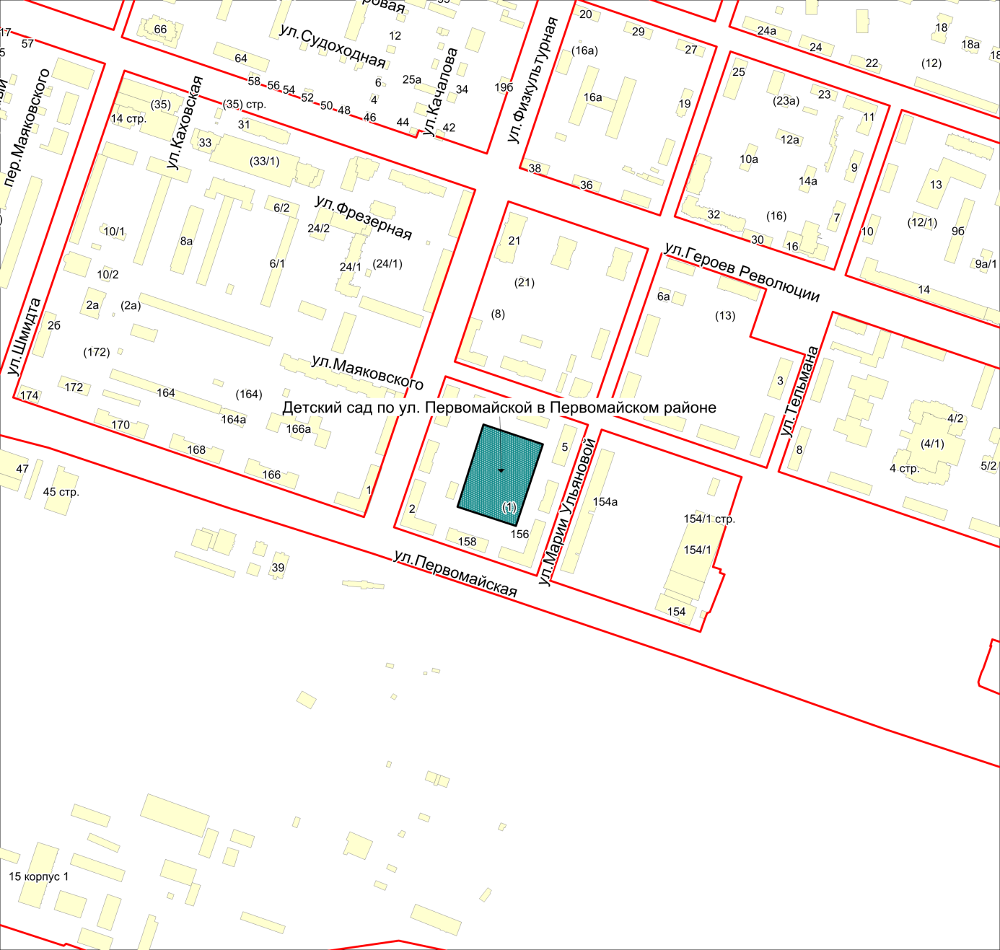 ровая
20
66
ул.Судоходная
12
29
18
24а
17
57
64
(16а)
27
24
18а
18
22
(12)
58
56
54
52
50
48
46
6
4
25а
34
19б
ул.Качалова
ул.Физкультурная
16а
19
25
23
(23а)
11
пер.Маяковского
ул.Каховская
(35)
(35) стр.
14 стр.
31
33
44
42
(33/1)
12а
10а
14а
9
13
38
36
32
30
(16)
16
7
10
(12/1)
9б
9а/1
14
ул.Фрезерная
6/2
24/2
10/1
8а
6/1
24/1
(24/1)
21
(21)
(8)
ул.Героев Революции
6а
(13)
10/2
2а
(2а)
2б
ул.Шмидта
(172)
ул.Маяковского
174
172
164
(164)
164а
166а
170
168
166
1
Детский сад по ул. Первомайской в Первомайском районе
3
ул.Тельмана
8
4/2
(4/1)
4 стр.
5/2
5
(1)
2
158
156
ул.Марии Ульяновой
154а
154/1 стр.
154/1
154
47
45 стр.
39
ул.Первомайская
15 корпус 1